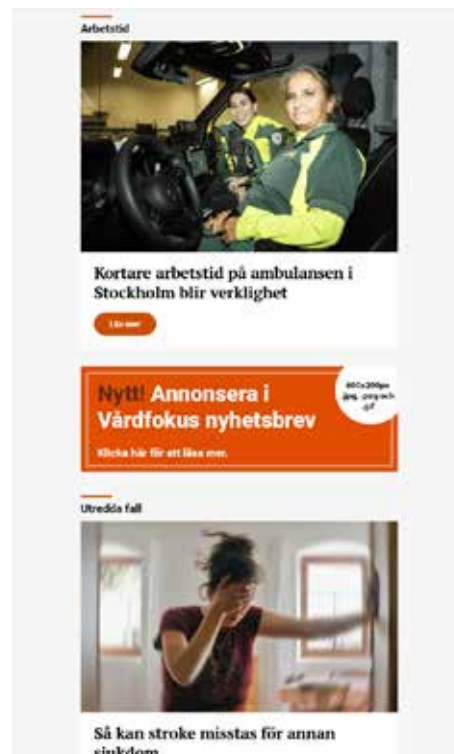 Arbetstid
Kortare arbetstid på ambulansen i
Stockholm blir verklighet
Läs mer
Nytt! Annonsera i
Vårdfokus nyhetsbrev
Klicka här för att läsa mer.
600x200px
.jpg, .png och
.gif
Utredda fall
Så kan stroke misstas för annan
sjukdom